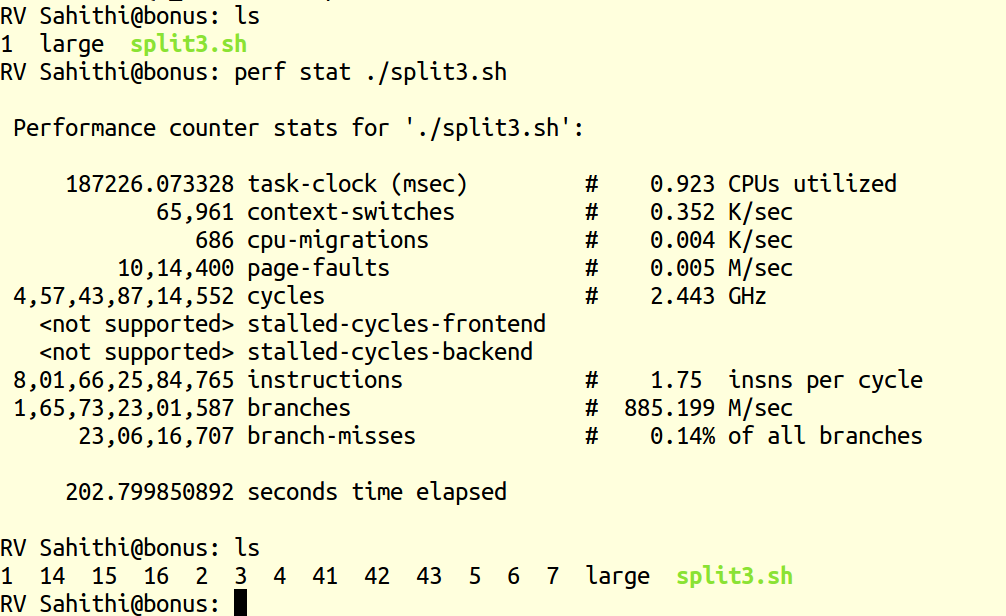 RV Sahithi@bonus: ls
1  large  split3.sh
RV Sahithi@bonus: perf stat ./split3.sh
Performance counter stats for './split3.sh':
187226.073328 task-clock (msec) # 0.923 CPUs utilized
65,961 context-switches # 0.352 K/sec
686 cpu-migrations # 0.004 K/sec
10,14,400 page-faults # 0.005 M/sec
4,57,43,87,14,552 cycles # 2.443 GHz
<not supported> stalled-cycles-frontend
<not supported> stalled-cycles-backend
8,01,66,25,84,765 instructions # 1.75 insns per cycle
1,65,73,23,01,587 branches # 885.199 M/sec
23,06,16,707 branch-misses # 0.14% of all branches
202.799850892 seconds time elapsed
RV Sahithi@bonus: ls
1  14  15  16  2  3  4  41  42  43  5  6  7  large  split3.sh
RV Sahithi@bonus: